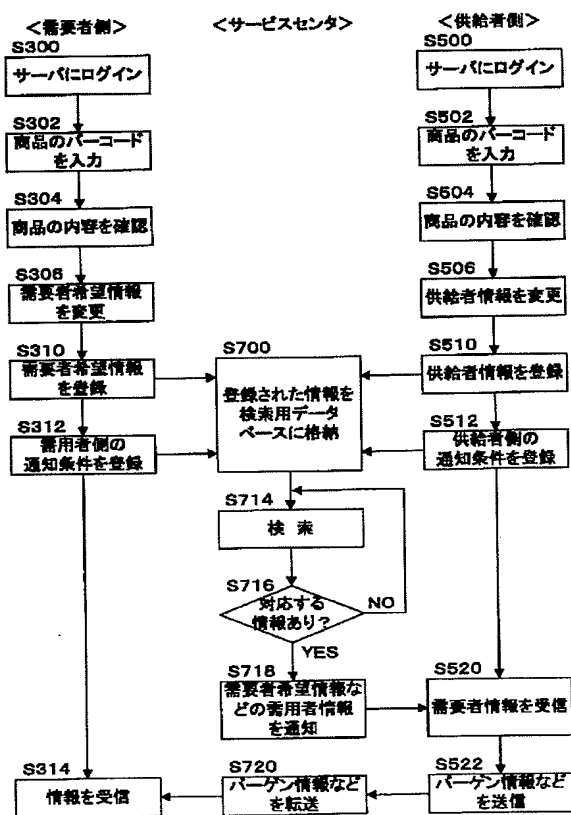 <需要者側>
<サービスセンタ>
<供給者側>
S300
サーバにログイン
S302
商品のバーコード
を入力
S304
商品の内容を確認
S306
需要者希望情報
を変更
S310
需要者希望情報
を登録
S312
需用者側の
通知条件を登録
S314
情報を受信
S700
登録された情報を
検索用データ
ベースに格納
S714
検 索
S716
対応する
情報あり?
NO
YES
S718
需要者希望情報な
どの需用者情報
を通知
S720
バーゲン情報など
を転送
S500
サーバにログイン
S502
商品のバーコード
を入力
S504
商品の内容を確認
S506
供給者情報を変更
S510
供給者情報を登録
S512
供給者側の
通知条件を登録
S520
需要者情報を受信
S522
バーゲン情報など
を送信